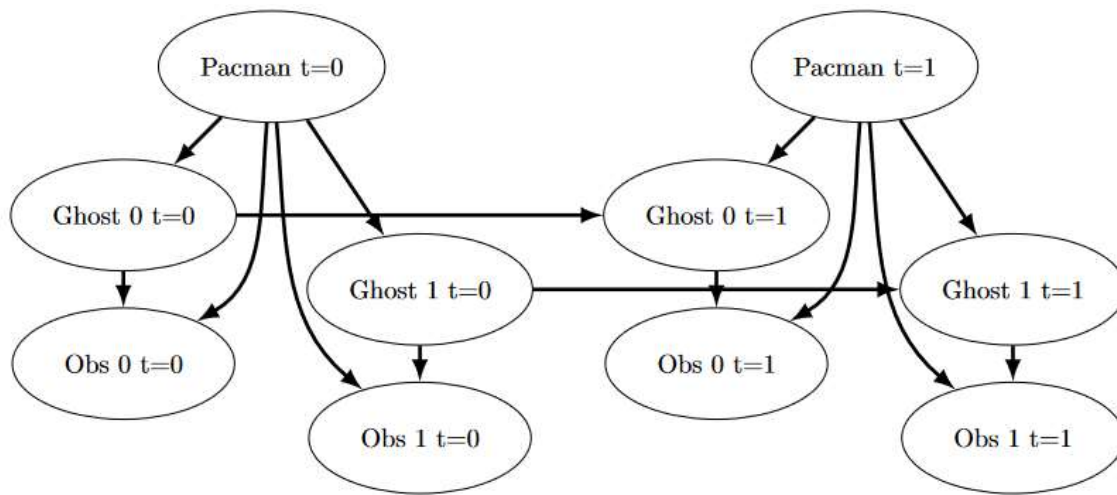 Pacman t=0
Pacman t=1
Ghost 0 t=0
Ghost 0 t=1
Ghost 1 t=0
Ghost 1 t=1
Obs 0 t=0
Obs 0 t=1
Obs 1 t=0
Obs 1 t=1